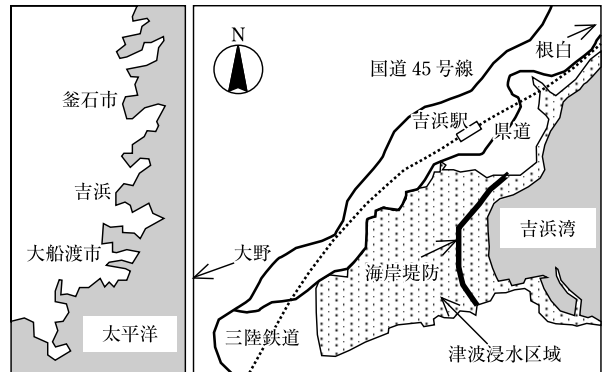 釜石市
吉浜
大船渡市
太平洋
N
根白
国道 45 号線
吉浜駅
県道
吉浜湾
大野
海岸堤防
三陸鉄道
津波浸水区域